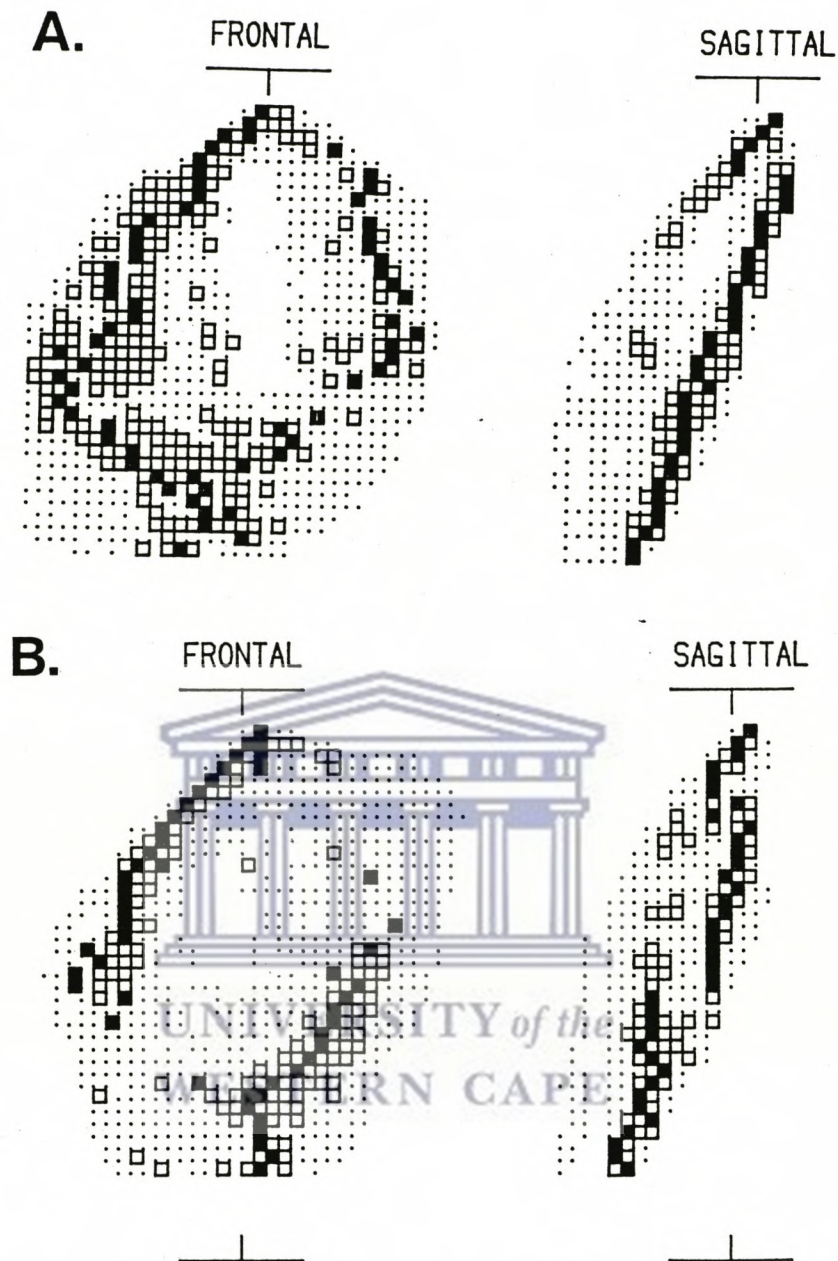 A.
FRONTAL
SAGITTAL
B.
FRONTAL
SAGITTAL
UNIVERSITY of the
WESTERN CAPE